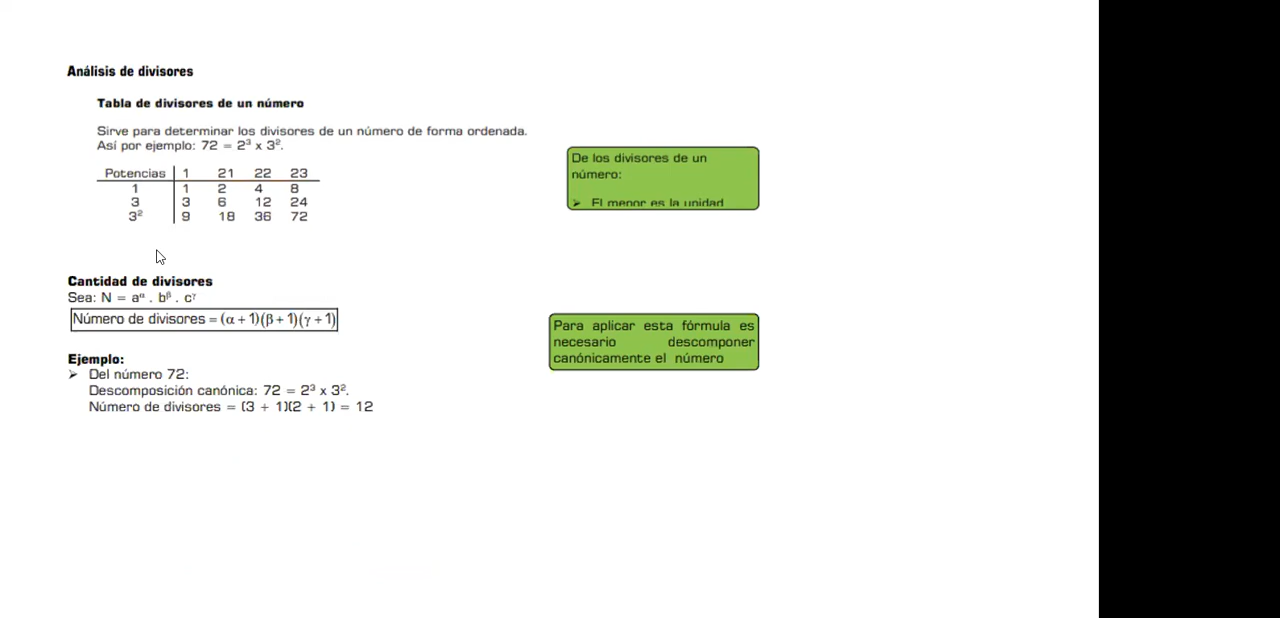 Análisis de divisores
Tabla de divisores de un número
Sirve para determinar los divisores de un número de forma ordenada.
Así por ejemplo: 72 = 2³ x 3².
Potencias 1 21 22 23
1 1 2 4 8
3 3 6 12 24
3² 9 18 36 72
De los divisores de un
número:
➢ El menor es la unidad
Cantidad de divisores
Sea: N = aᵅ . bᵝ . cᵞ
Número de divisores = (α + 1)(β + 1)(γ + 1)
Para aplicar esta fórmula es
necesario descomponer
canónicamente el número
Ejemplo:
➢ Del número 72:
Descomposición canónica: 72 = 2³ x 3².
Número de divisores = (3 + 1)(2 + 1) = 12